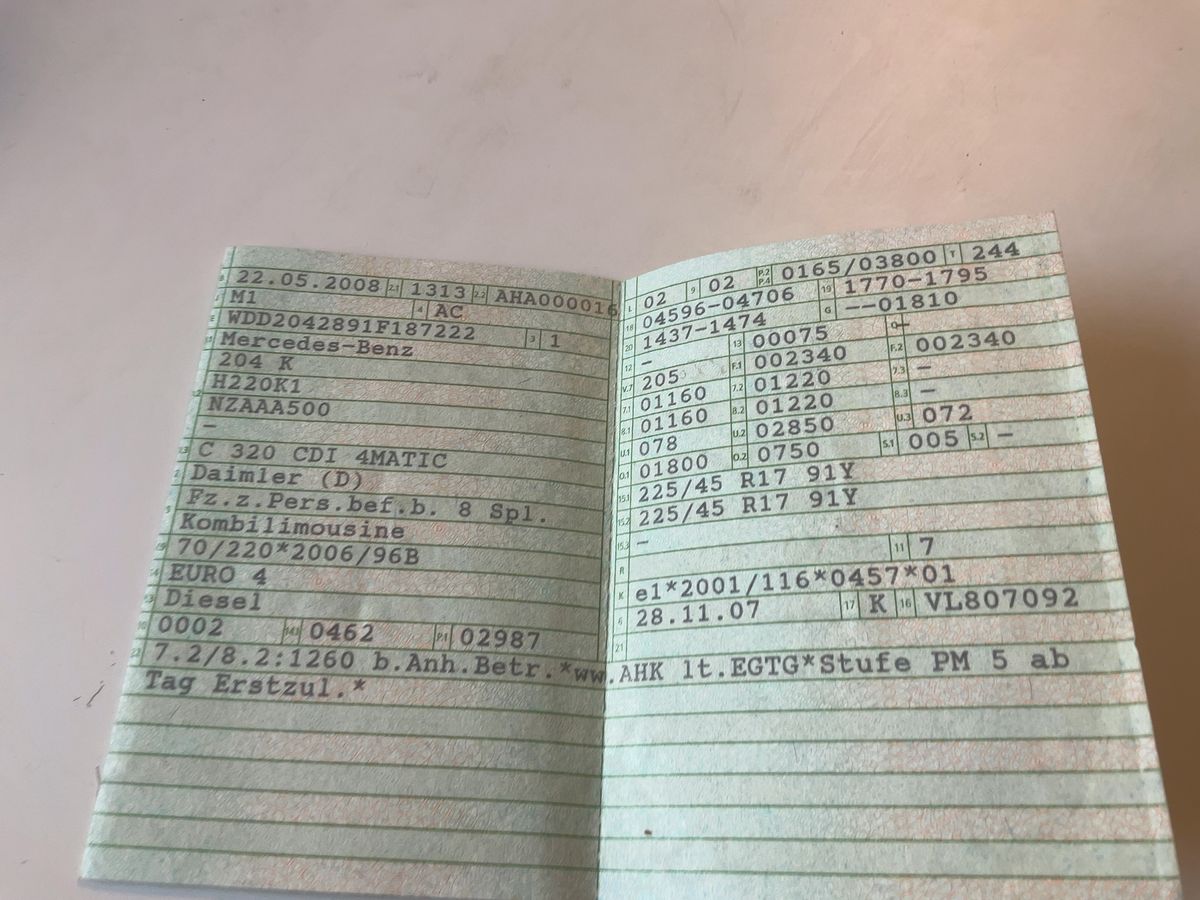 22.05.2008 2.1 1313 2.2 AHA000016
M1 4 AC
WDD2042891F187222 3 1
Mercedes-Benz
204 K
H220K1
NZAAA500
-
C 320 CDI 4MATIC
Daimler (D)
Fz.z.Pers.bef.b. 8 Spl.
Kombilimousine
70/220*2006/96B
EURO 4
Diesel
0002 14.1 0462 P.1 02987
L 02 9 02 P.2 P.4 0165/03800 T 244
18 04596-04706 19 1770-1795
20 1437-1474 G --01810
12 - 13 00075 Q -
V.7 205 F.1 002340 F.2 002340
7.1 01160 7.2 01220 7.3 -
8.1 01160 8.2 01220 8.3 -
U.1 078 U.2 02850 U.3 072
O.1 01800 O.2 0750 S.1 005 S.2 -
15.1 225/45 R17 91Y
15.2 225/45 R17 91Y
15.3 -
R 11 7
K e1*2001/116*0457*01
6 28.11.07 17 K 16 VL807092
21
7.2/8.2:1260 b.Anh.Betr.*ww.AHK lt.EGTG*Stufe PM 5 ab
Tag Erstzul.*